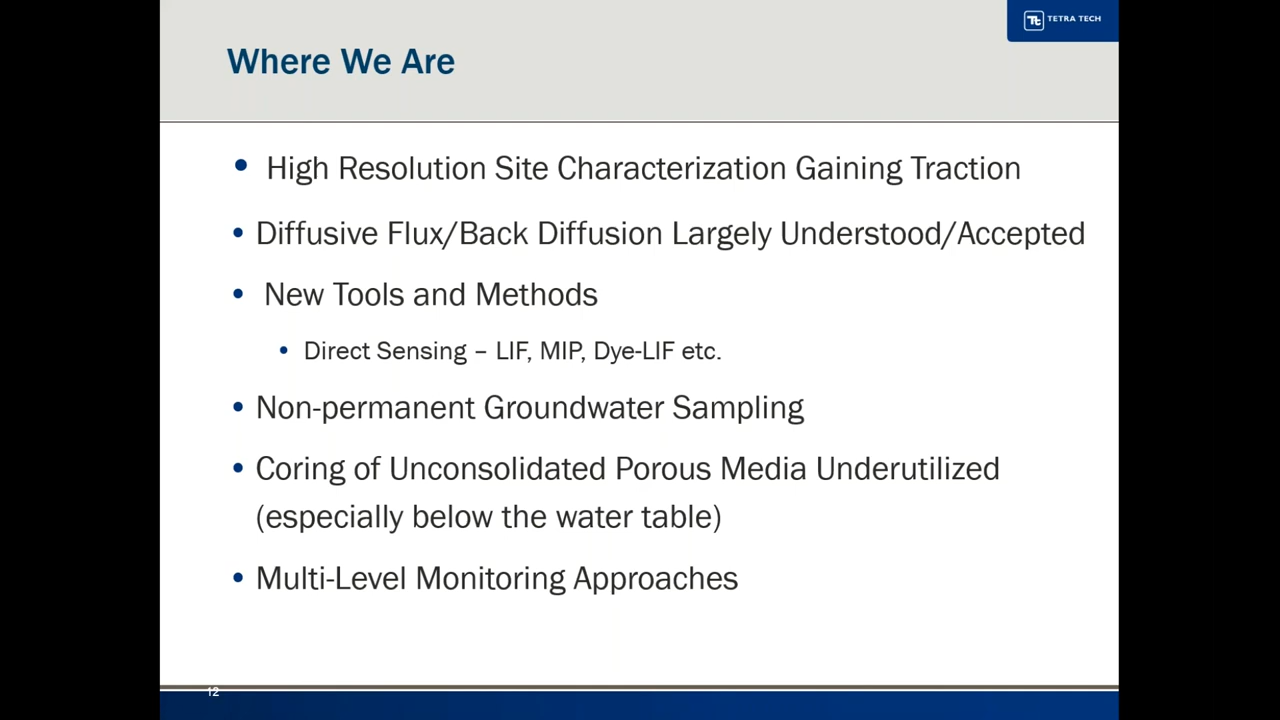 Tt TETRA TECH
Where We Are
• High Resolution Site Characterization Gaining Traction
• Diffusive Flux/Back Diffusion Largely Understood/Accepted
• New Tools and Methods
• Direct Sensing – LIF, MIP, Dye-LIF etc.
• Non-permanent Groundwater Sampling
• Coring of Unconsolidated Porous Media Underutilized
(especially below the water table)
• Multi-Level Monitoring Approaches
12